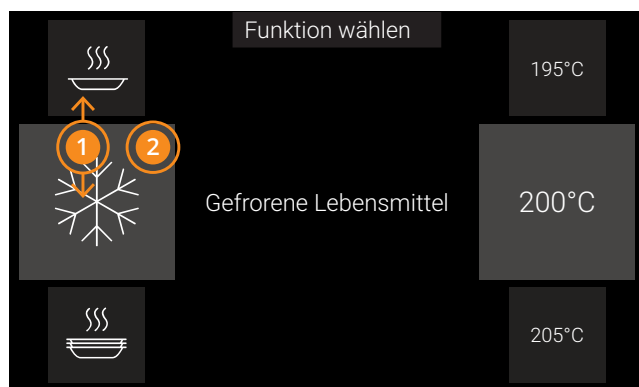 Funktion wählen
195°C
1
2
Gefrorene Lebensmittel
200°C
205°C